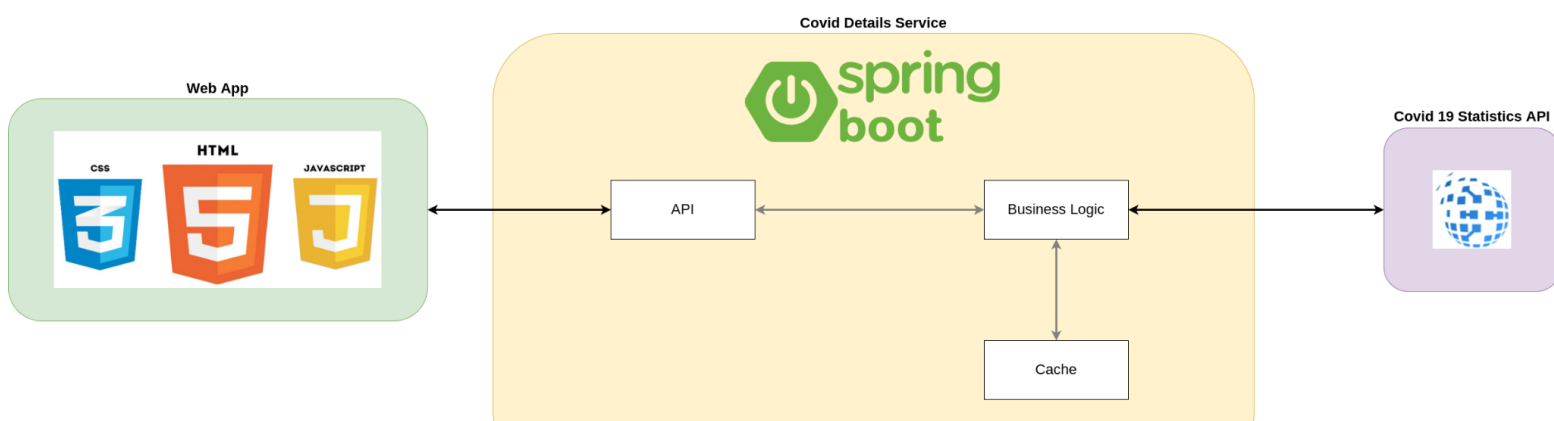 Covid Details Service
spring
boot
Web App
HTML
CSS
JAVASCRIPT
Covid 19 Statistics API
API
Business Logic
Cache